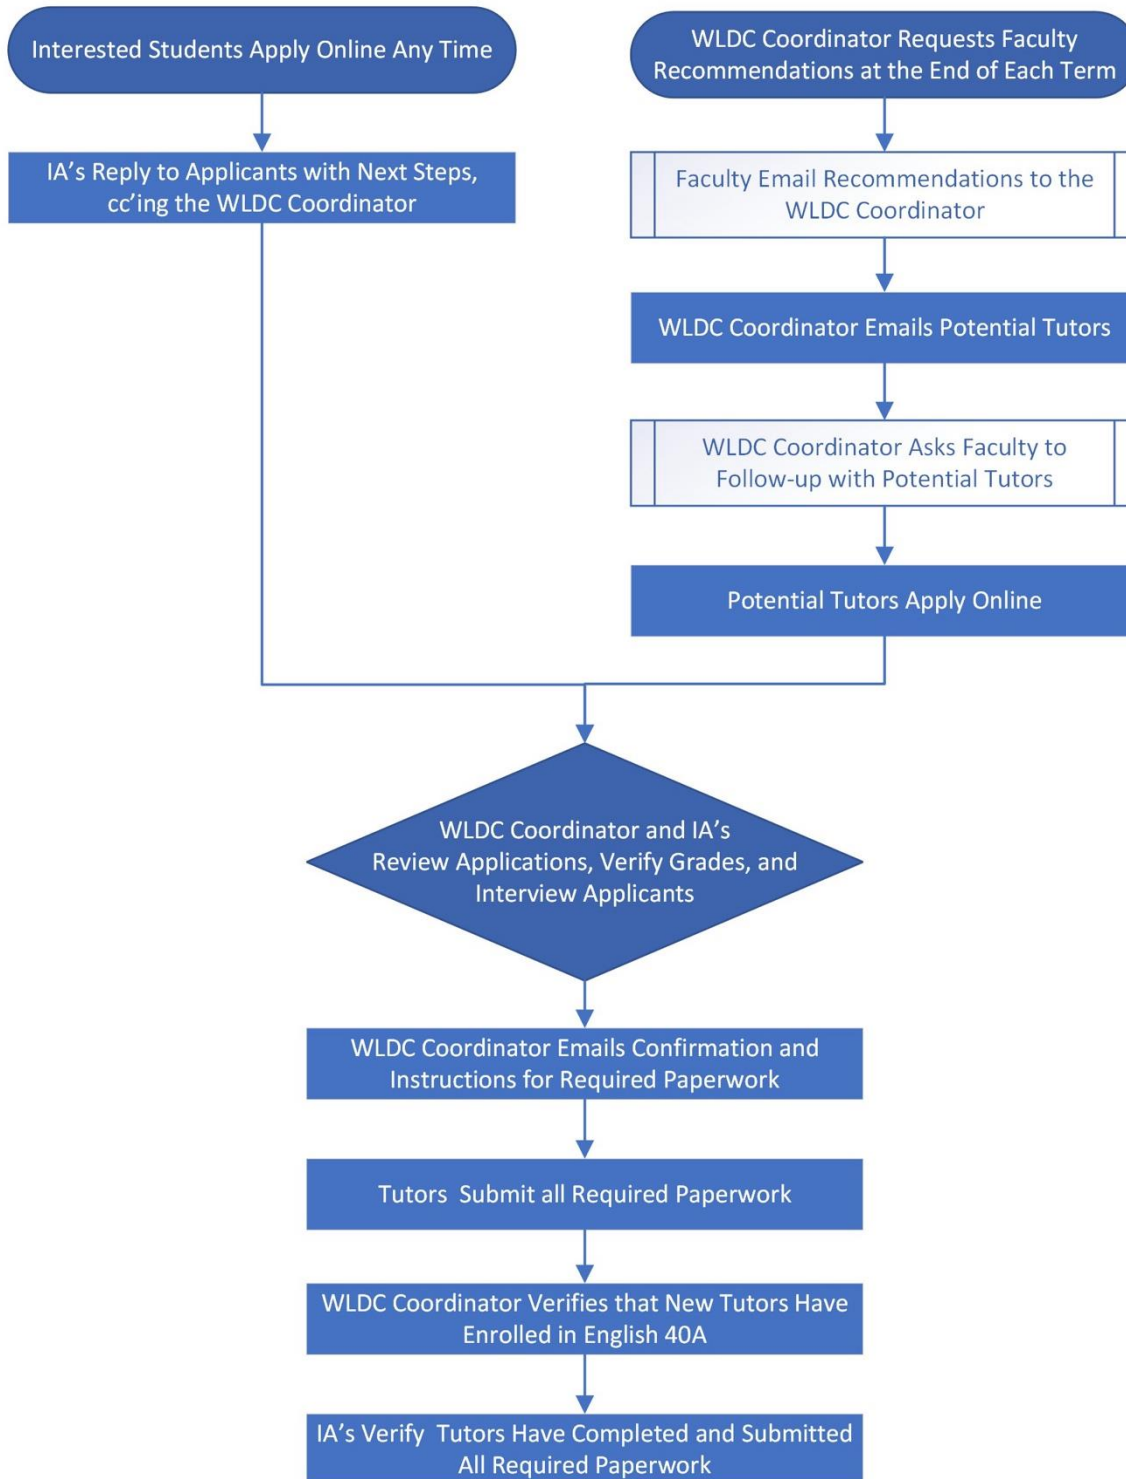 Interested Students Apply Online Any Time
IA’s Reply to Applicants with Next Steps,
cc’ing the WLDC Coordinator
WLDC Coordinator Requests Faculty
Recommendations at the End of Each Term
Faculty Email Recommendations to the
WLDC Coordinator
WLDC Coordinator Emails Potential Tutors
WLDC Coordinator Asks Faculty to
Follow-up with Potential Tutors
Potential Tutors Apply Online
WLDC Coordinator and IA’s
Review Applications, Verify Grades, and
Interview Applicants
WLDC Coordinator Emails Confirmation and
Instructions for Required Paperwork
Tutors  Submit all Required Paperwork
WLDC Coordinator Verifies that New Tutors Have
Enrolled in English 40A
IA’s Verify  Tutors Have Completed and Submitted
All Required Paperwork